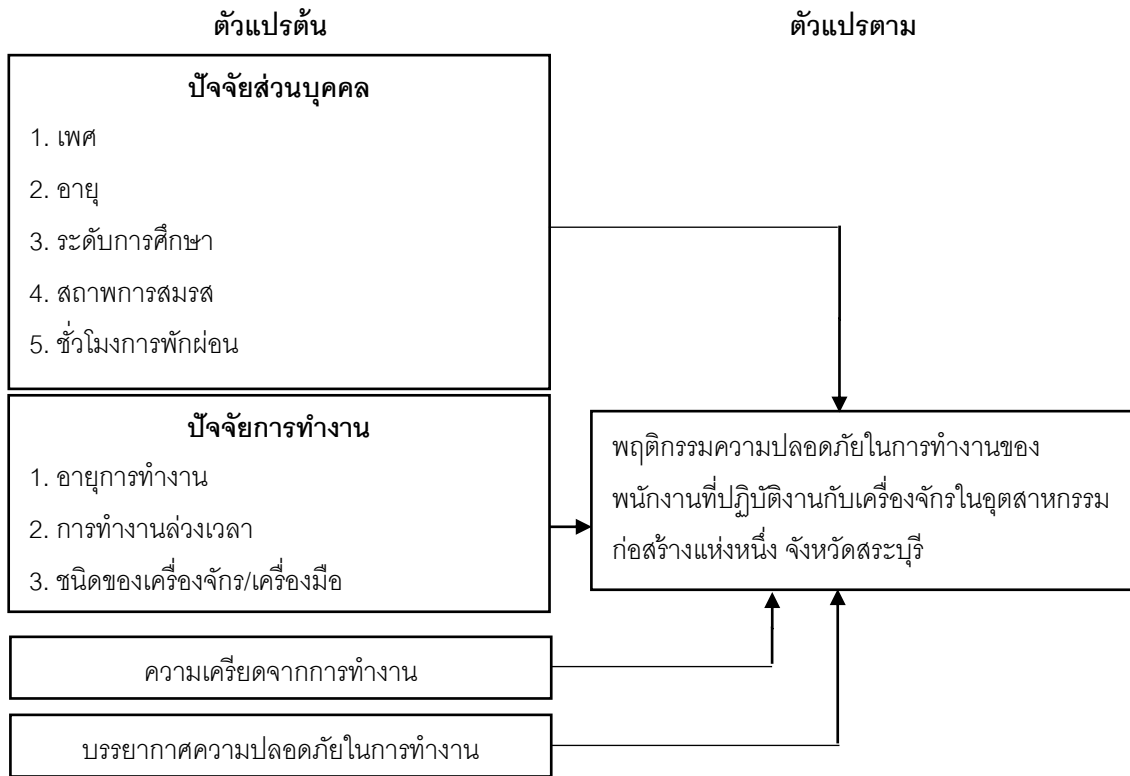 ตัวแปรต้น
ตัวแปรตาม
ปัจจัยส่วนบุคคล
1. เพศ
2. อายุ
3. ระดับการศึกษา
4. สถาพการสมรส
5. ชั่วโมงการพักผ่อน
ปัจจัยการทำงาน
1. อายุการทำงาน
2. การทำงานล่วงเวลา
3. ชนิดของเครื่องจักร/เครื่องมือ
พฤติกรรมความปลอดภัยในการทำงานของ
พนักงานที่ปฏิบัติงานกับเครื่องจักรในอุตสาหกรรม
ก่อสร้างแห่งหนึ่ง จังหวัดสระบุรี
ความเครียดจากการทำงาน
บรรยากาศความปลอดภัยในการทำงาน